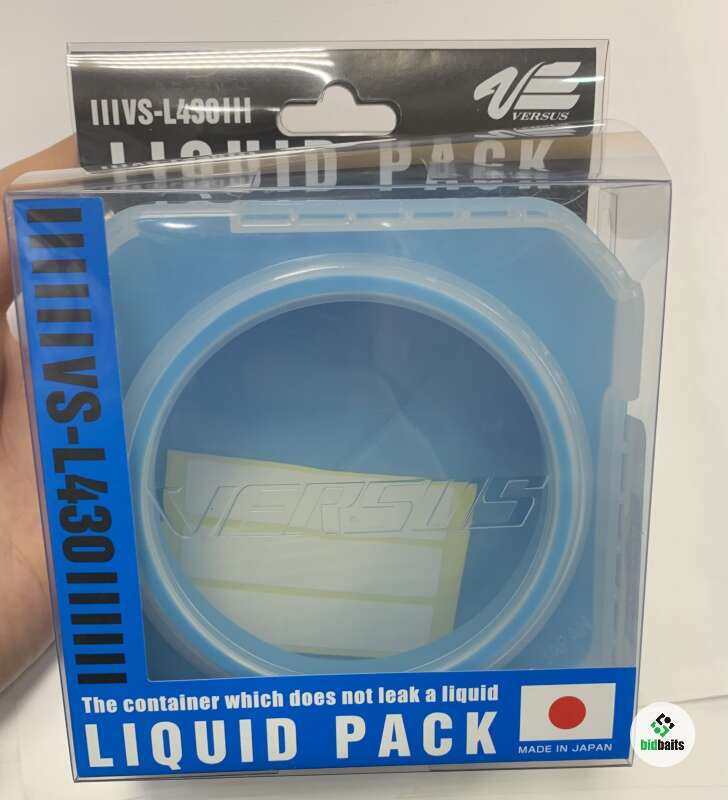 IIIVS-L430III
VE
VERSUS
LIQUID PACK
IIIIIIVS-L430IIIIII
VERSUS
The container which does not leak a liquid
LIQUID PACK
MADE IN JAPAN
bidbaits